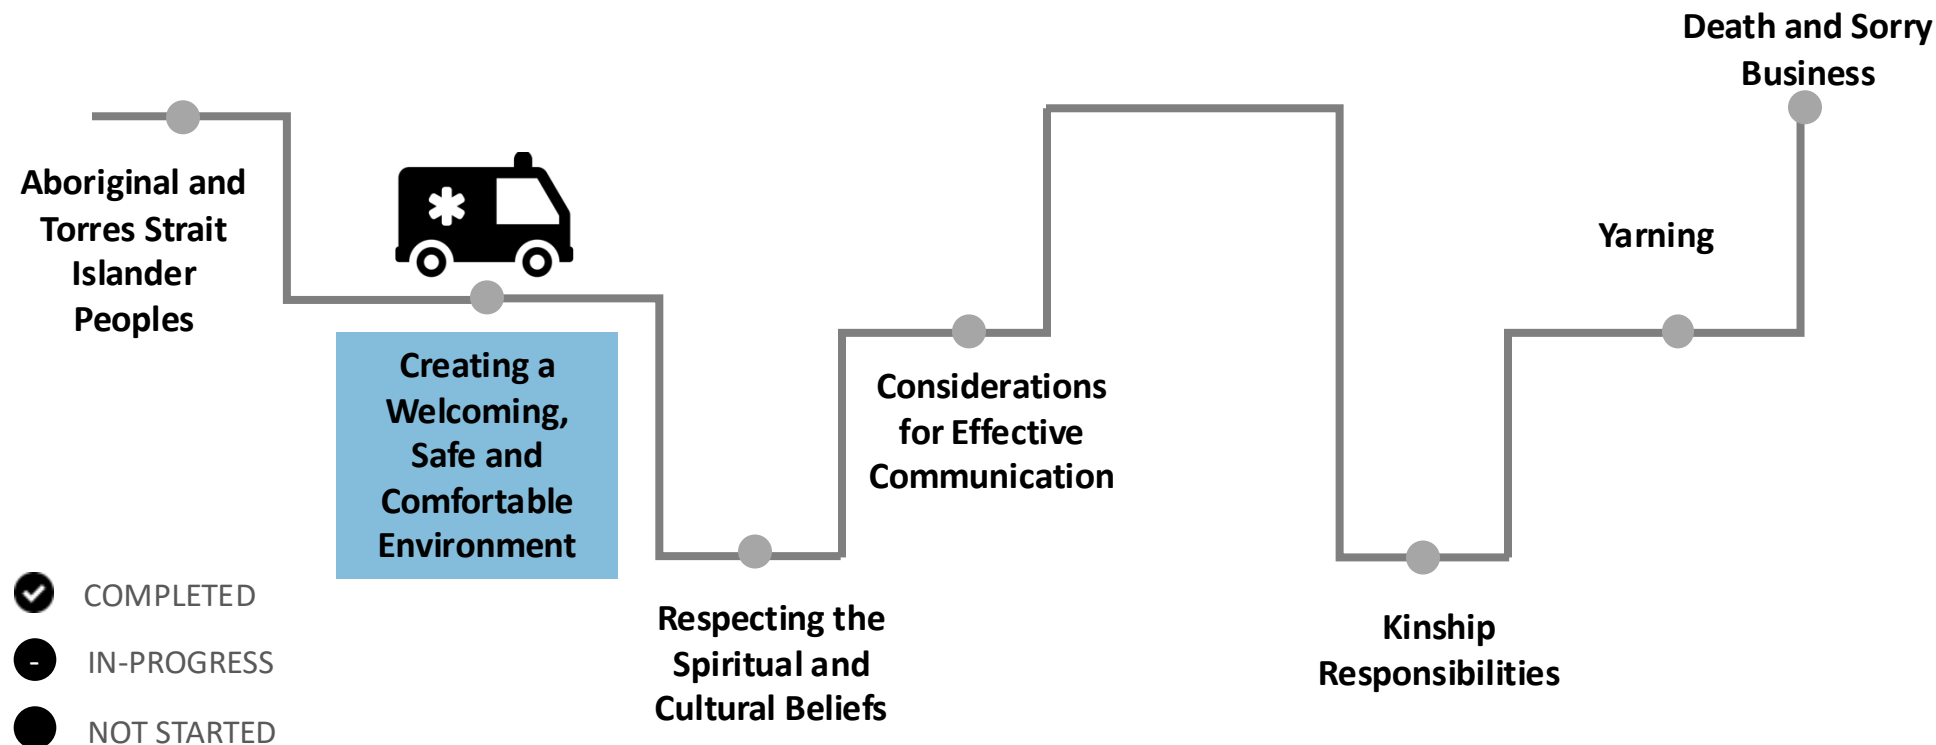 Aboriginal and
Torres Strait
Islander
Peoples
Creating a
Welcoming,
Safe and
Comfortable
Environment
Respecting the
Spiritual and
Cultural Beliefs
Considerations
for Effective
Communication
Kinship
Responsibilities
Yarning
Death and Sorry
Business
COMPLETED
- IN-PROGRESS
NOT STARTED